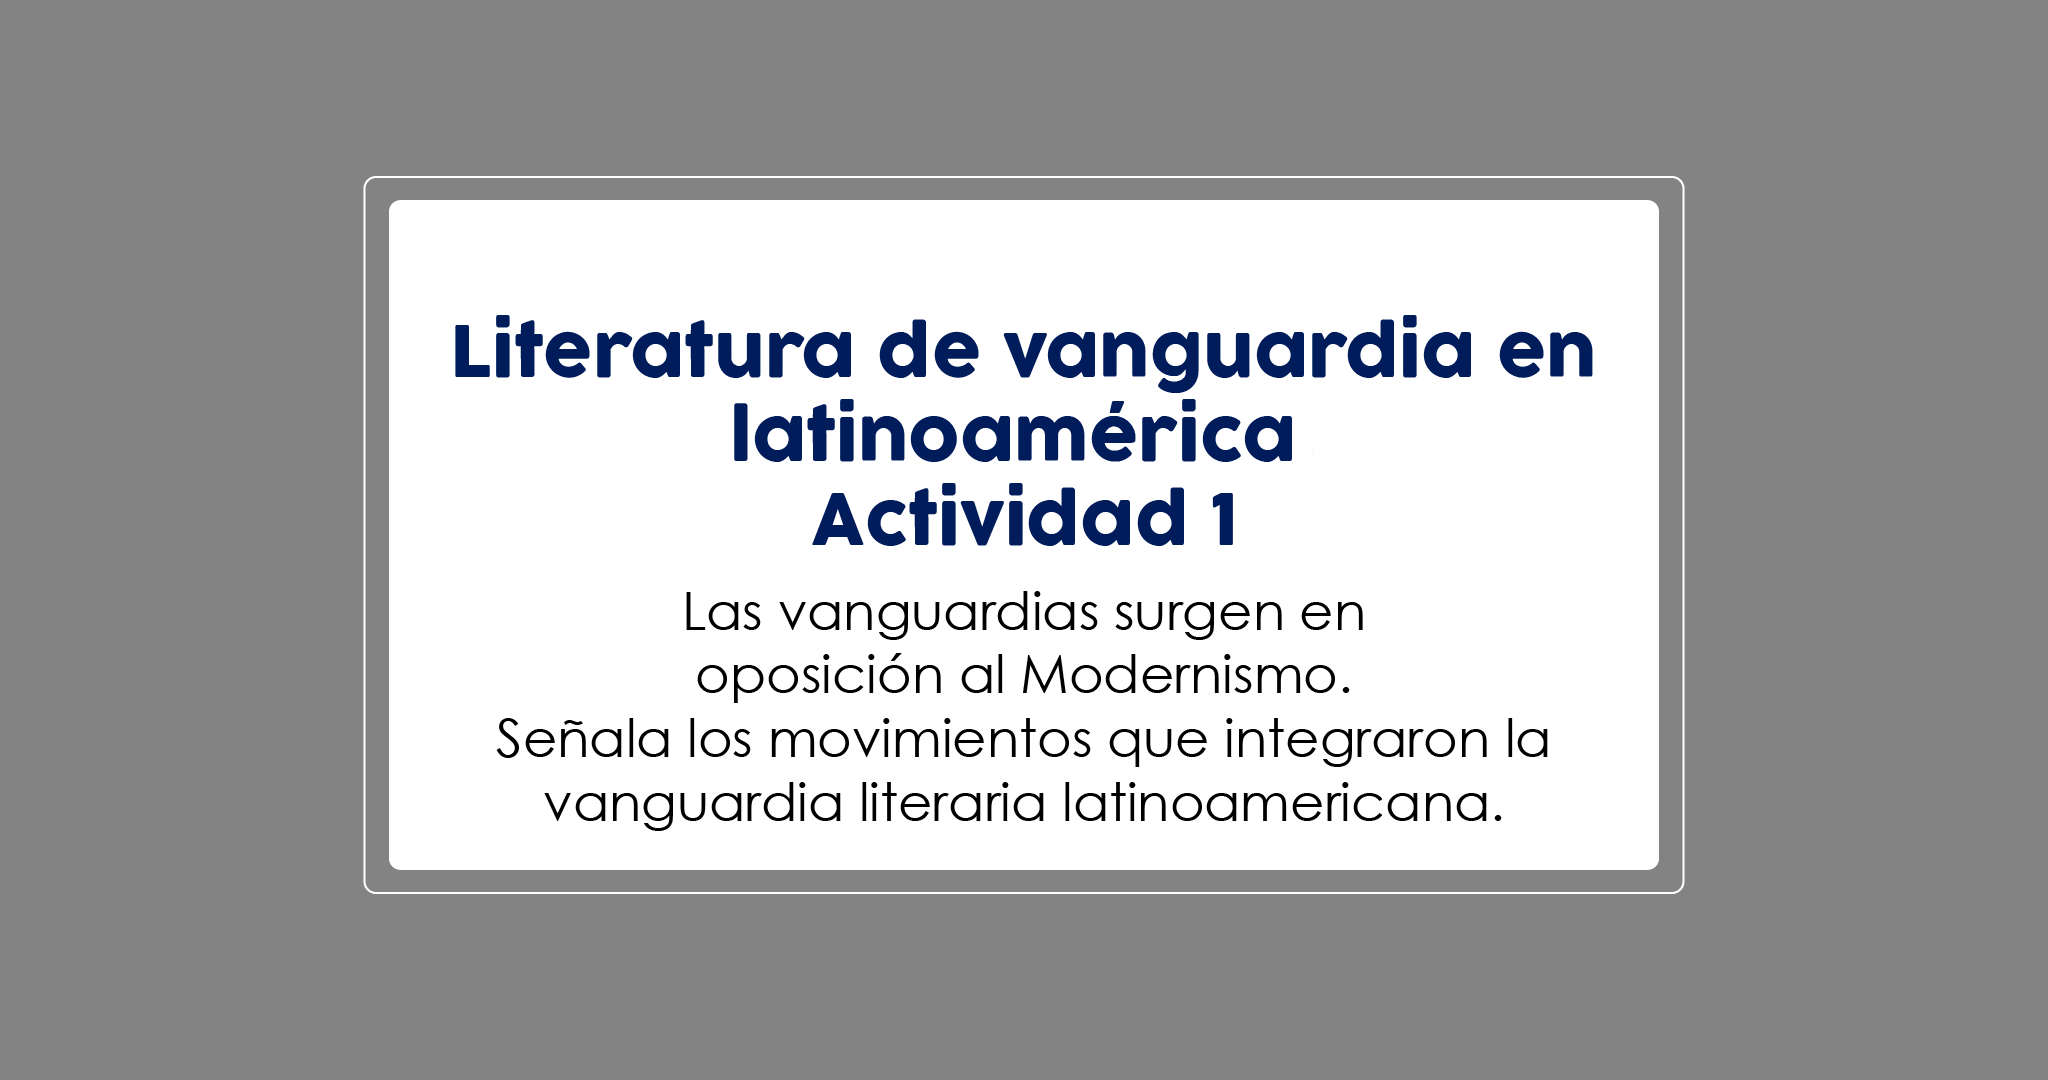 Literatura de vanguardia en
latinoamérica
Actividad 1
Las vanguardias surgen en
oposición al Modernismo.
Señala los movimientos que integraron la
vanguardia literaria latinoamericana.